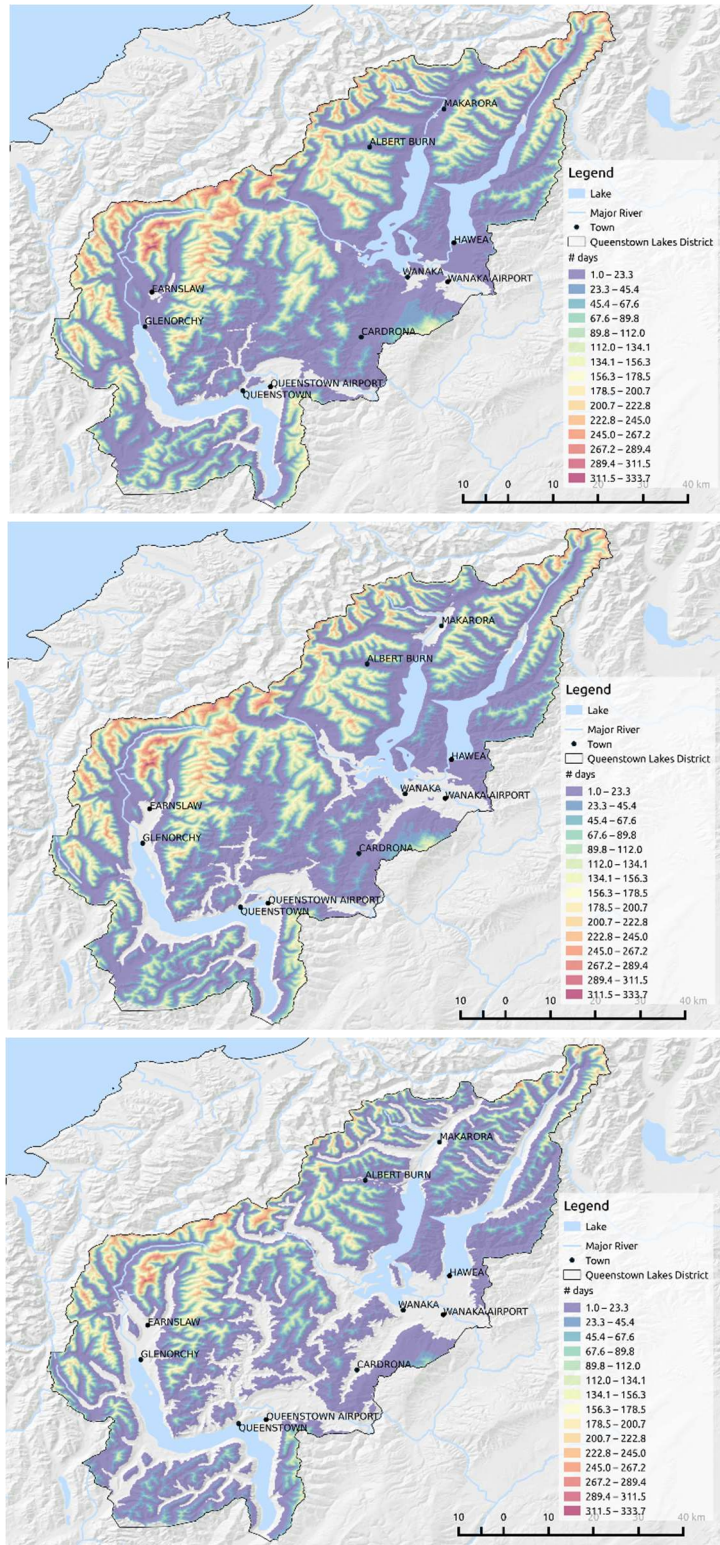 MAKARORA
ALBERT BURN
Legend
Lake
Major River
Town
HAWEA
Queenstown Lakes District
# days
WANAKA
WANAKA AIRPORT
1.0 – 23.3
EARNSLAW
23.3 – 45.4
45.4 – 67.6
67.6 – 89.8
GLENORCHY
89.8 – 112.0
CARDRONA
112.0 – 134.1
134.1 – 156.3
156.3 – 178.5
QUEENSTOWN AIRPORT
178.5 – 200.7
QUEENSTOWN
200.7 – 222.8
222.8 – 245.0
245.0 – 267.2
267.2 – 289.4
289.4 – 311.5
311.5 – 333.7
10 0 10 20 30 40 km
MAKARORA
ALBERT BURN
Legend
Lake
Major River
Town
HAWEA
Queenstown Lakes District
# days
WANAKA
WANAKA AIRPORT
1.0 – 23.3
EARNSLAW
23.3 – 45.4
45.4 – 67.6
67.6 – 89.8
GLENORCHY
89.8 – 112.0
CARDRONA
112.0 – 134.1
134.1 – 156.3
156.3 – 178.5
QUEENSTOWN AIRPORT
178.5 – 200.7
QUEENSTOWN
200.7 – 222.8
222.8 – 245.0
245.0 – 267.2
267.2 – 289.4
289.4 – 311.5
311.5 – 333.7
10 0 10 20 30 40 km
MAKARORA
ALBERT BURN
Legend
Lake
Major River
Town
HAWEA
Queenstown Lakes District
# days
WANAKA
WANAKA AIRPORT
1.0 – 23.3
EARNSLAW
23.3 – 45.4
45.4 – 67.6
67.6 – 89.8
GLENORCHY
89.8 – 112.0
CARDRONA
112.0 – 134.1
134.1 – 156.3
156.3 – 178.5
QUEENSTOWN AIRPORT
178.5 – 200.7
QUEENSTOWN
200.7 – 222.8
222.8 – 245.0
245.0 – 267.2
267.2 – 289.4
289.4 – 311.5
311.5 – 333.7
10 0 10 20 30 40 km